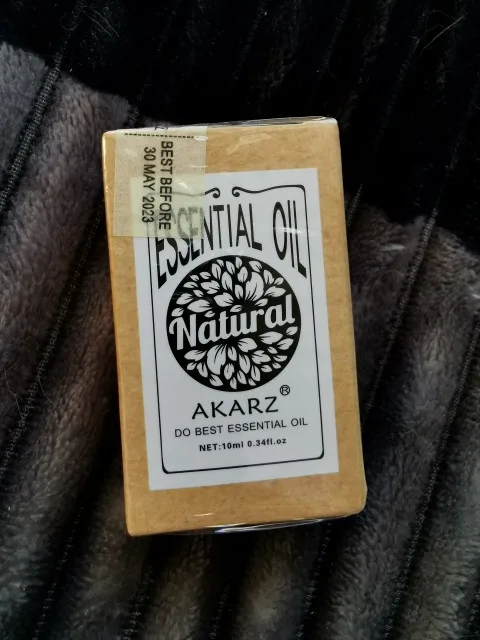 BEST BEFORE
30 MAY 2023
ESSENTIAL OIL
Natural
AKARZ®
DO BEST ESSENTIAL OIL
NET:10ml 0.34fl.oz